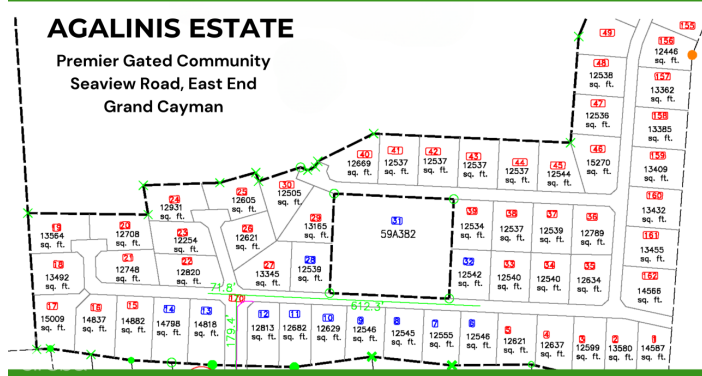 AGALINIS ESTATE
Premier Gated Community
Seaview Road, East End
Grand Cayman
155
49
156
12446
sq. ft.
48
12538
sq. ft.
157
13362
sq. ft.
47
12536
sq. ft.
158
13385
sq. ft.
46
15270
sq. ft.
159
13409
sq. ft.
40
12669
sq. ft.
41
12537
sq. ft.
42
12537
sq. ft.
43
12537
sq. ft.
44
12537
sq. ft.
45
12544
sq. ft.
160
13432
sq. ft.
161
13455
sq. ft.
162
14566
sq. ft.
24
12931
sq. ft.
25
12605
sq. ft.
30
12505
sq. ft.
29
13165
sq. ft.
31
59A382
39
12534
sq. ft.
38
12537
sq. ft.
37
12539
sq. ft.
36
12789
sq. ft.
19
13564
sq. ft.
20
12708
sq. ft.
23
12254
sq. ft.
26
12621
sq. ft.
18
13492
sq. ft.
21
12748
sq. ft.
22
12820
sq. ft.
27
13345
sq. ft.
28
12539
sq. ft.
32
12542
sq. ft.
33
12540
sq. ft.
34
12540
sq. ft.
35
12634
sq. ft.
71.8'
170
612.3'
179.4'
17
15009
sq. ft.
16
14837
sq. ft.
15
14882
sq. ft.
14
14798
sq. ft.
13
14818
sq. ft.
12
12813
sq. ft.
11
12682
sq. ft.
10
12629
sq. ft.
9
12546
sq. ft.
8
12545
sq. ft.
7
12555
sq. ft.
6
12546
sq. ft.
5
12621
sq. ft.
4
12637
sq. ft.
3
12599
sq. ft.
2
13580
sq. ft.
1
14587
sq. ft.